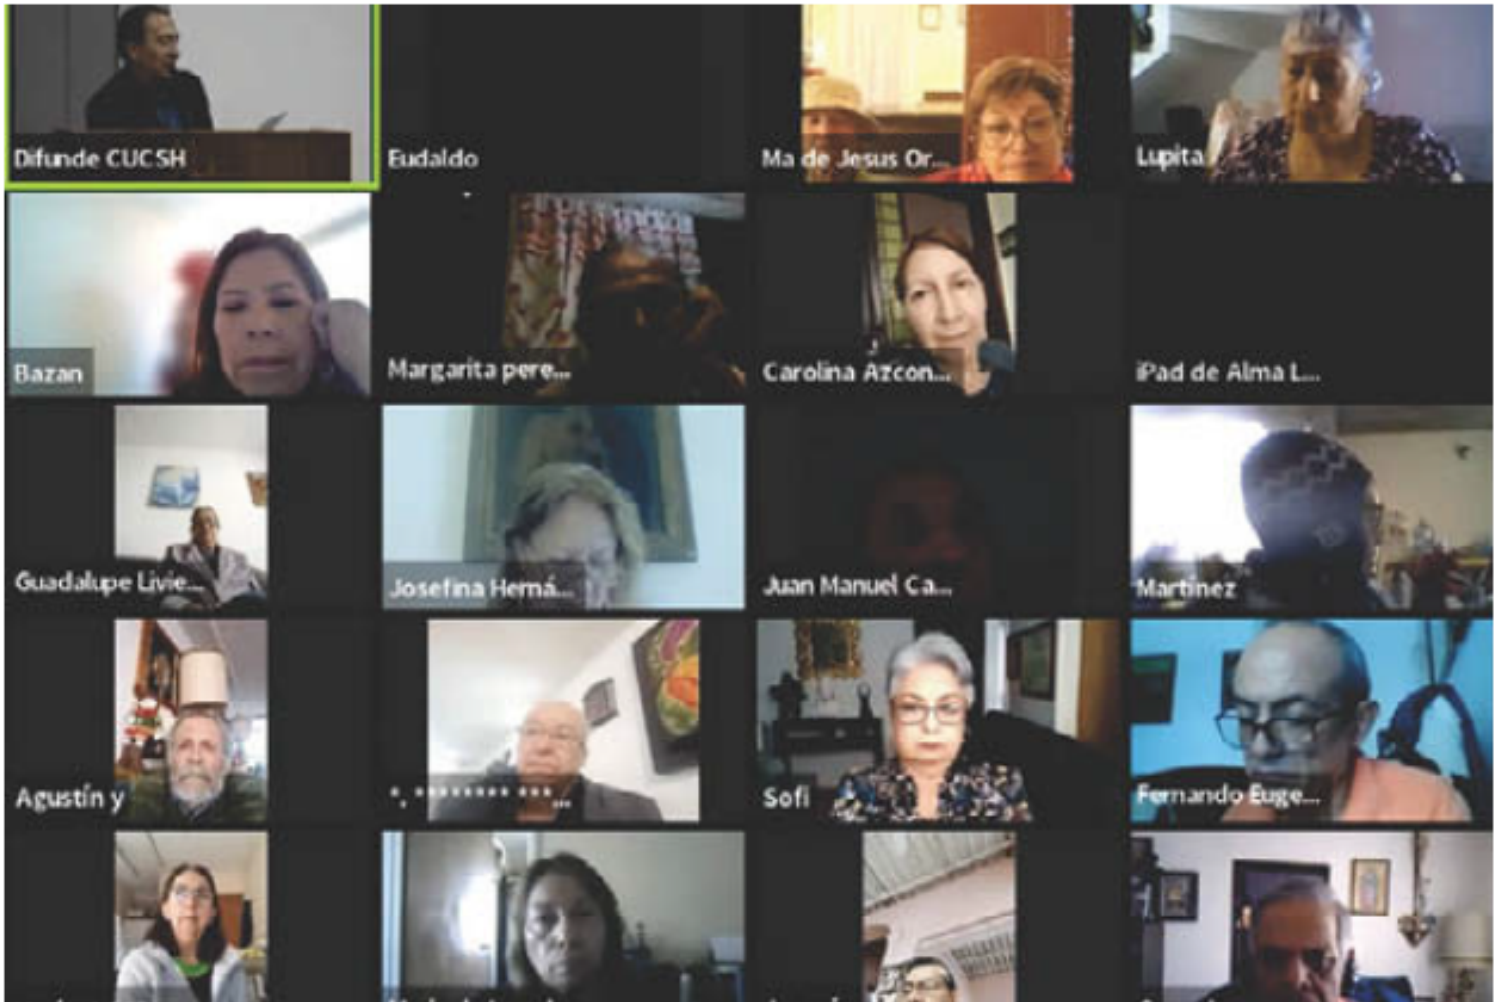 Difunde CUCSH
Eudaldo
Ma de Jesus Or...
Lupita
Bazan
Margarita pere...
Carolina Azcon...
iPad de Alma L...
Guadalupe Livie...
Josefina Herná...
Juan Manuel Ca...
Martinez
Agustín y
*. ********* ***...
Sofi
Fernando Euge...